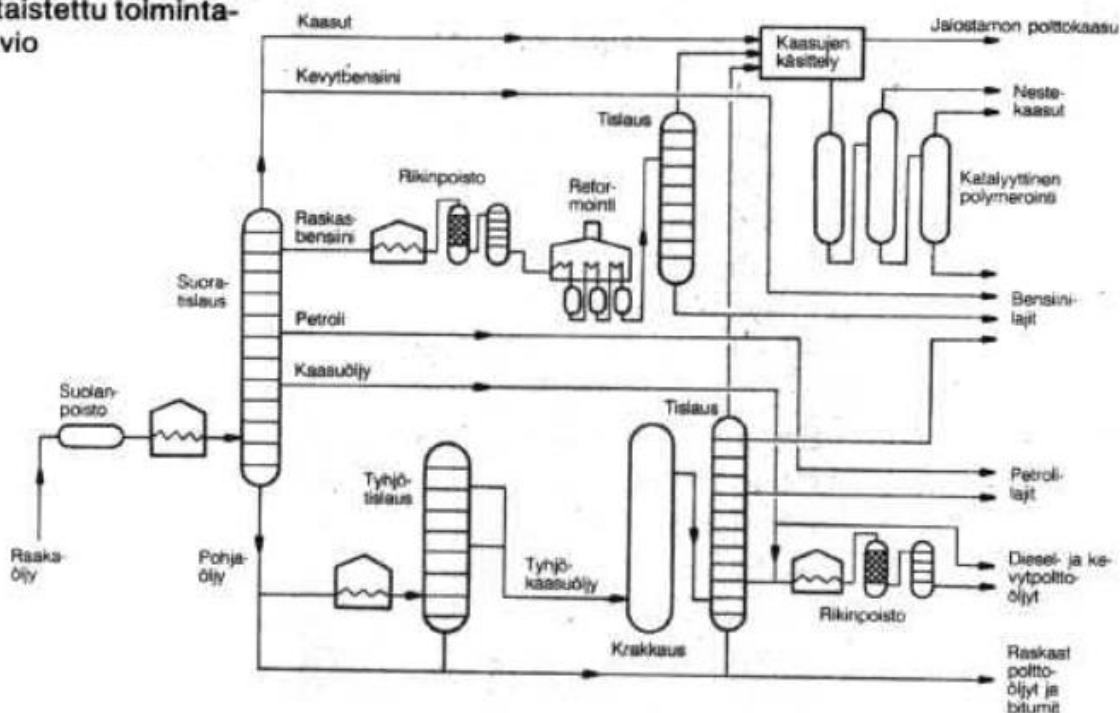 taistettu toiminta-
vio
Kaasut
Kevytbensiini
Kaasujen
käsittely
Jalostamon polttokaasu
Neste-
kaasut
Tislaus
Katalyyttinen
polymerointi
Rikinpoisto
Refor-
mointi
Raskas-
bensiini
Suora-
tislaus
Bensiini-
lajit
Petroli
Kaasuöljy
Suolan-
poisto
Tislaus
Petroli-
lajit
Tyhjö-
tislaus
Raaka-
öljy
Pohja-
öljy
Tyhjö-
kaasuöljy
Diesel- ja ke-
vytpoltto-
öljyt
Rikinpoisto
Krakkaus
Raskaat
poltto-
öljyt ja
bitumit